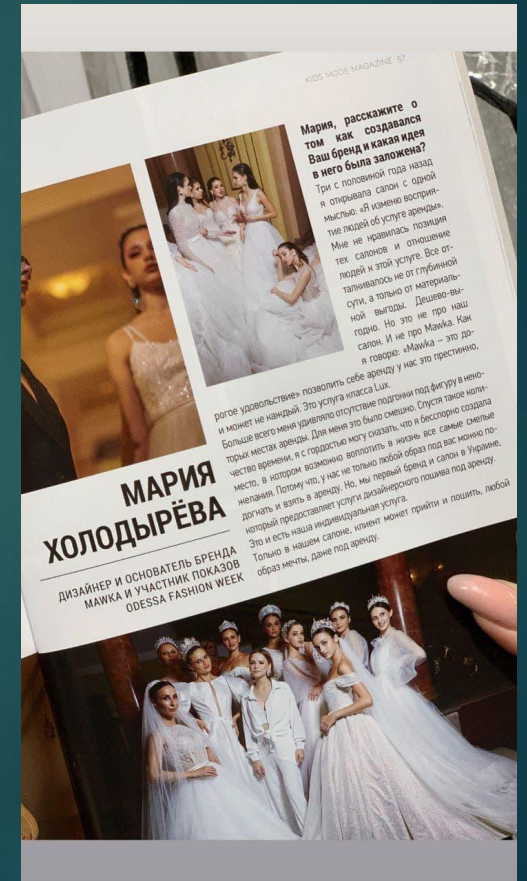 KIDS MODE MAGAZINE 57
Мария, расскажите о
том как создавался
Ваш бренд и какая идея
в него была заложена?
Три с половиной года назад
я открывала салон с одной
мыслью: «Я изменю восприя-
тие людей об услуге аренды».
Мне не нравилась позиция
тех салонов и отношение
людей к этой услуге. Все от-
талкивалось не от глубинной
сути, а только от материаль-
ной выгоды. Дешево-вы-
годно. Но это не про наш
салон. И не про Mawka. Как
я говорю: «Mawka – это до-
рогое удовольствие» позволить себе аренду у нас это престинно,
и может не каждый. Это услуга класса Lux.
Больше всего меня удивляло отсутствие подгонки под фигуру в неко-
торых местах аренды. Для меня это было смешно. Спустя такое коли-
чество времени, я с гордостью могу сказать, что я бесспорно создала
место, в котором возможно воплотить в жизнь все самые смелые
желания. Потому что, у нас не только любой образ под вас можно по-
догнать и взять в аренду. Но, мы первый бренд и салон в Украине,
который предоставляет услуги дизайнерского пошива под аренду.
Это и есть наша индивидуальная услуга.
Только в нашем салоне, клиент может прийти и пошить, любой
образ мечты, даже под аренду.
МАРИЯ
ХОЛОДЫРЁВА
ДИЗАЙНЕР И ОСНОВАТЕЛЬ БРЕНДА
MAWKA И УЧАСТНИК ПОКАЗОВ
ODESSA FASHION WEEK